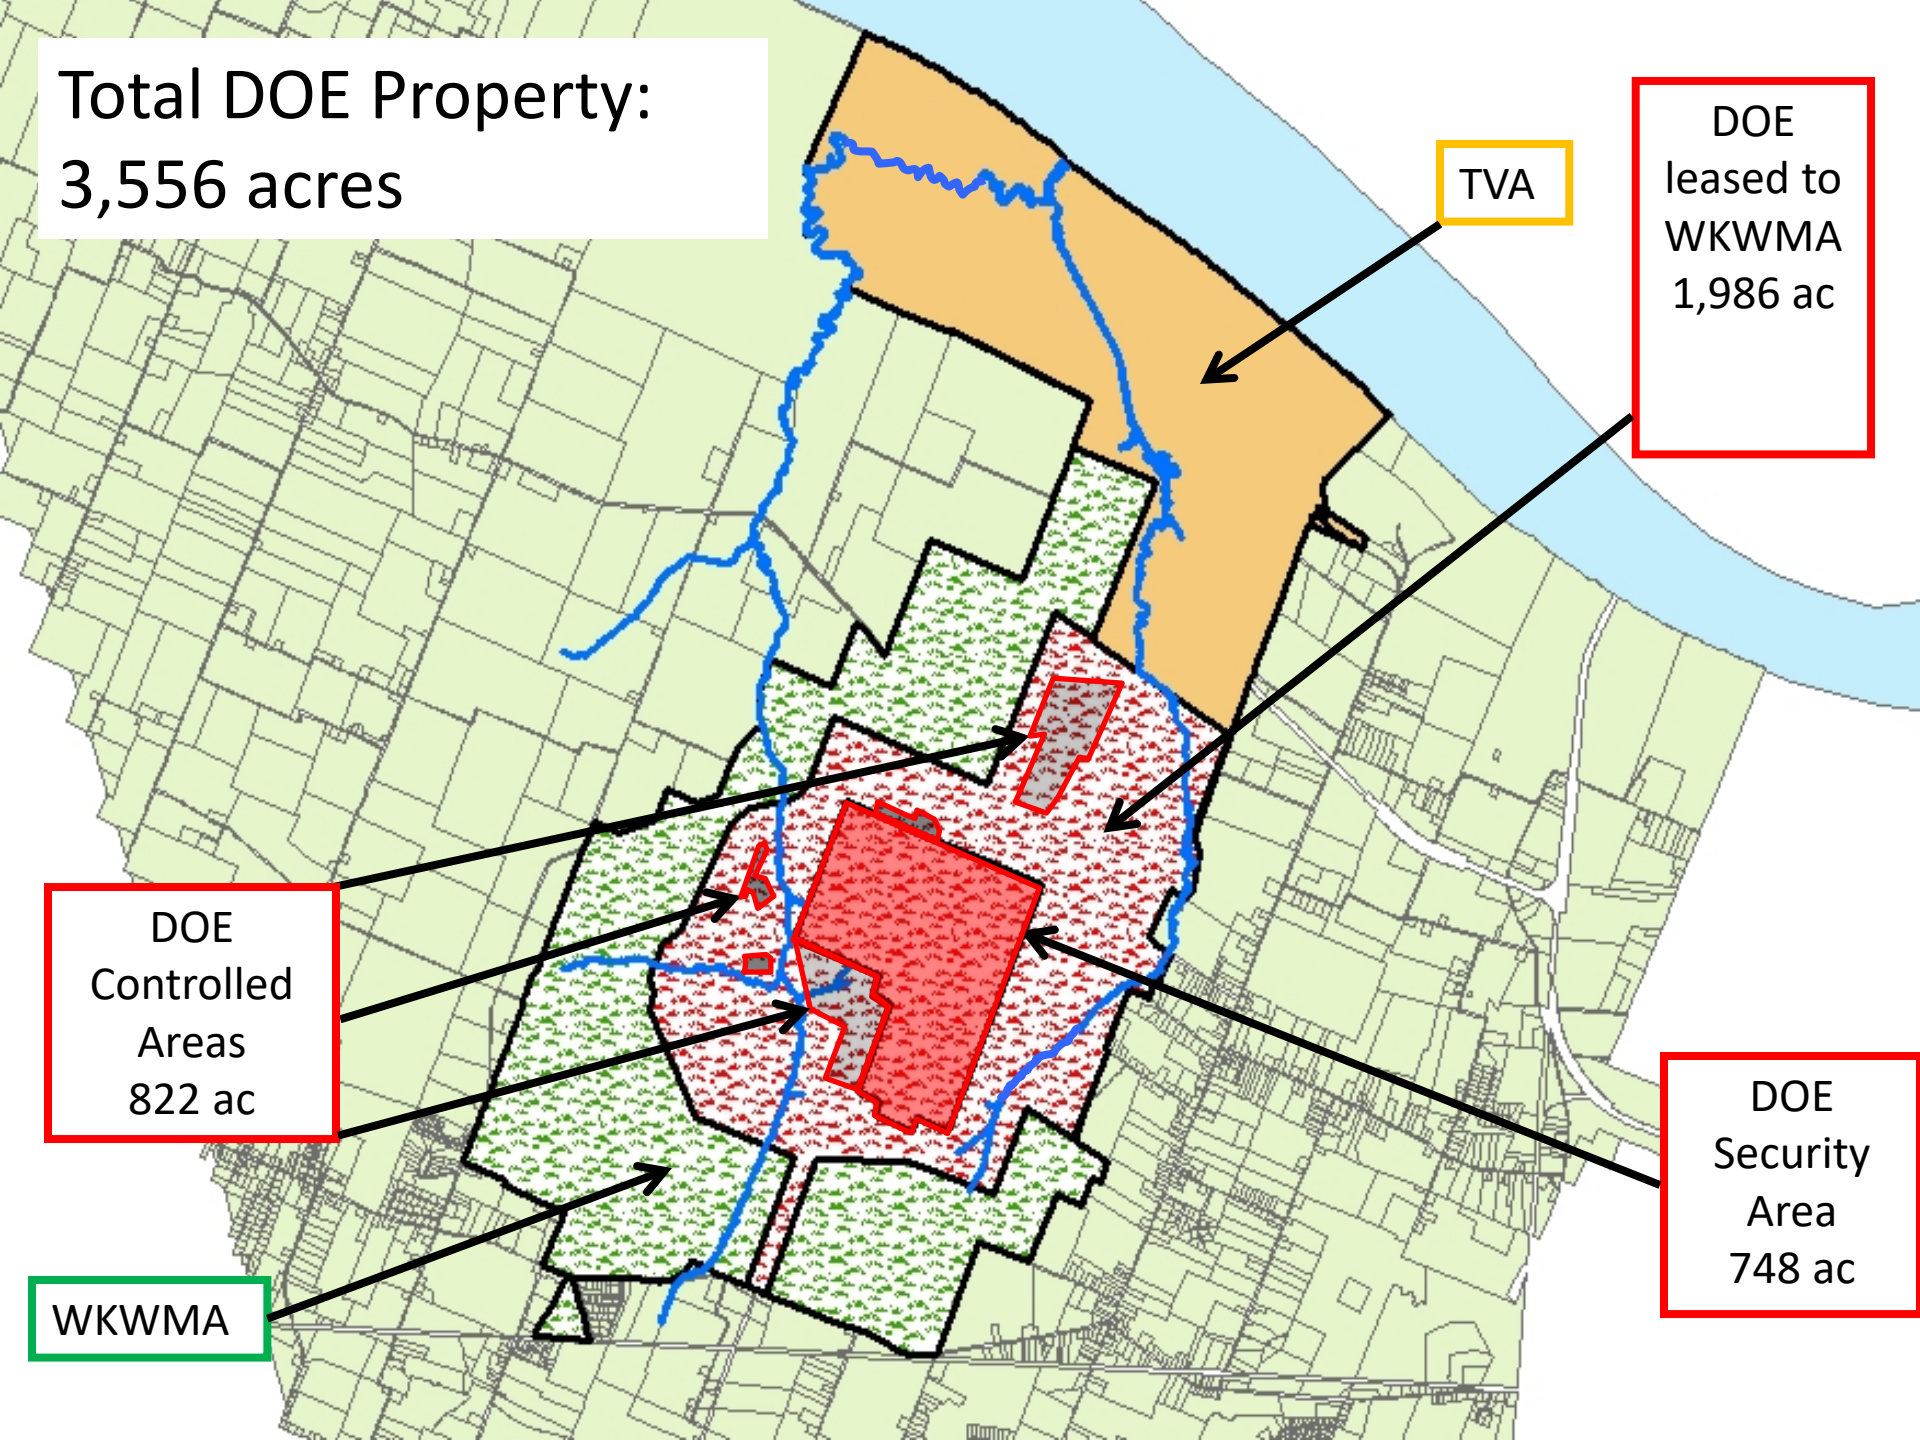 Total DOE Property:
3,556 acres
TVA
DOE
leased to
WKWMA
1,986 ac
DOE
Controlled
Areas
822 ac
DOE
Security
Area
748 ac
WKWMA